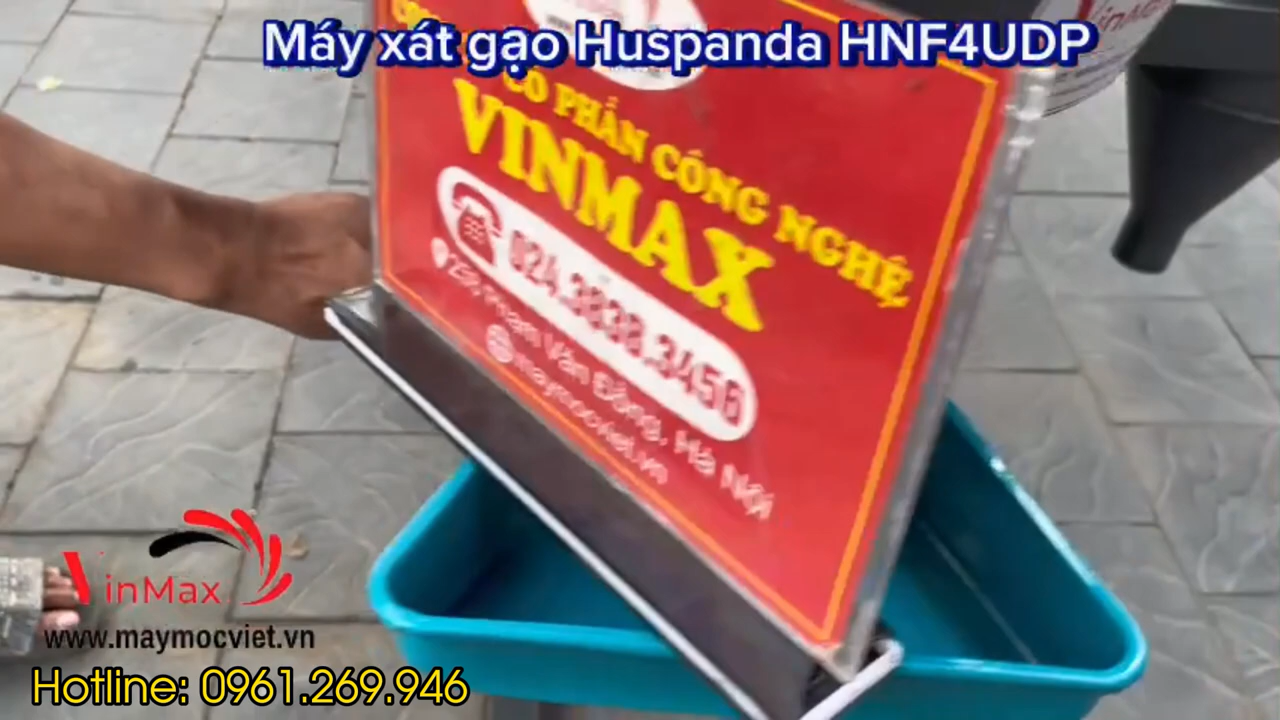 Máy xát gạo Huspanda HNF4UDP
CỔ PHẦN CÔNG NGHỆ
VINMAX
024.3838.3456
Phạm Văn Đồng, Hà Nội
maymocviet.vn
VinMax
www.maymocviet.vn
Hotline: 0961.269.946